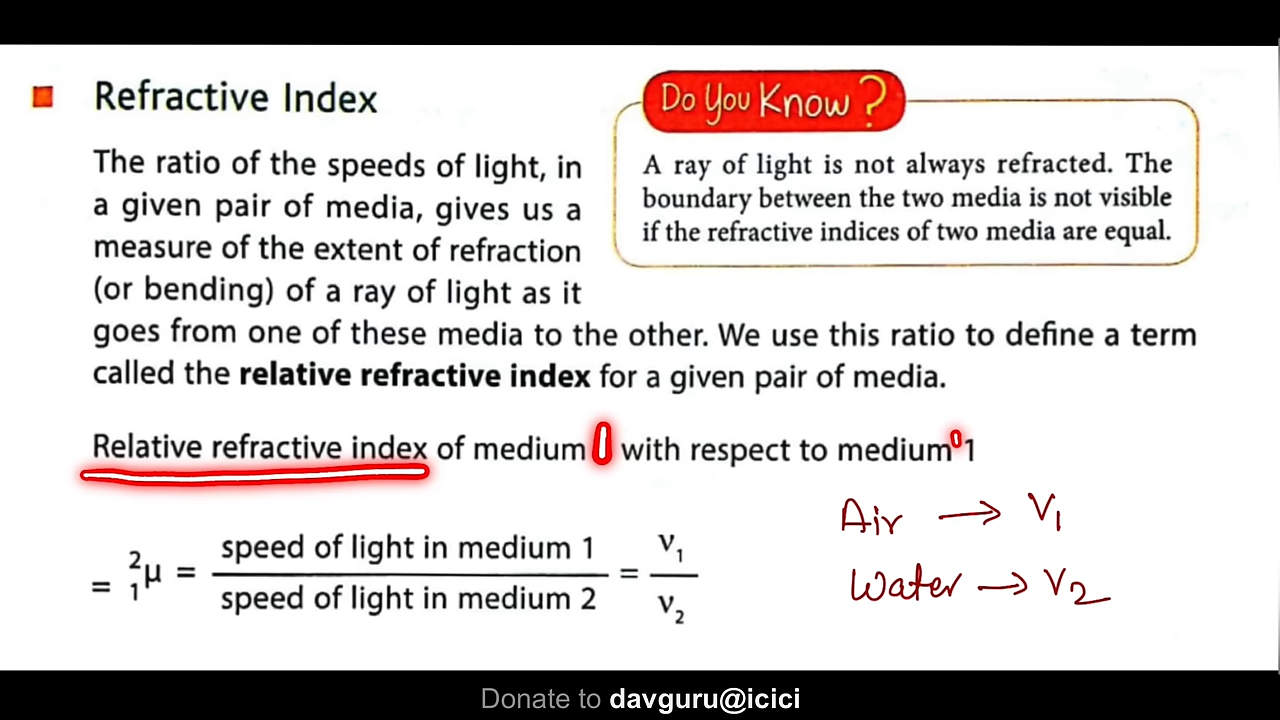 Refractive Index
Do You Know?
The ratio of the speeds of light, in
a given pair of media, gives us a
measure of the extent of refraction
(or bending) of a ray of light as it
goes from one of these media to the other. We use this ratio to define a term
called the relative refractive index for a given pair of media.
A ray of light is not always refracted. The
boundary between the two media is not visible
if the refractive indices of two media are equal.
Relative refractive index of medium with respect to medium 1
= ²₁μ = speed of light in medium 1 / speed of light in medium 2 = v₁ / v₂
Air → V₁
Water → V₂
Donate to davguru@icici